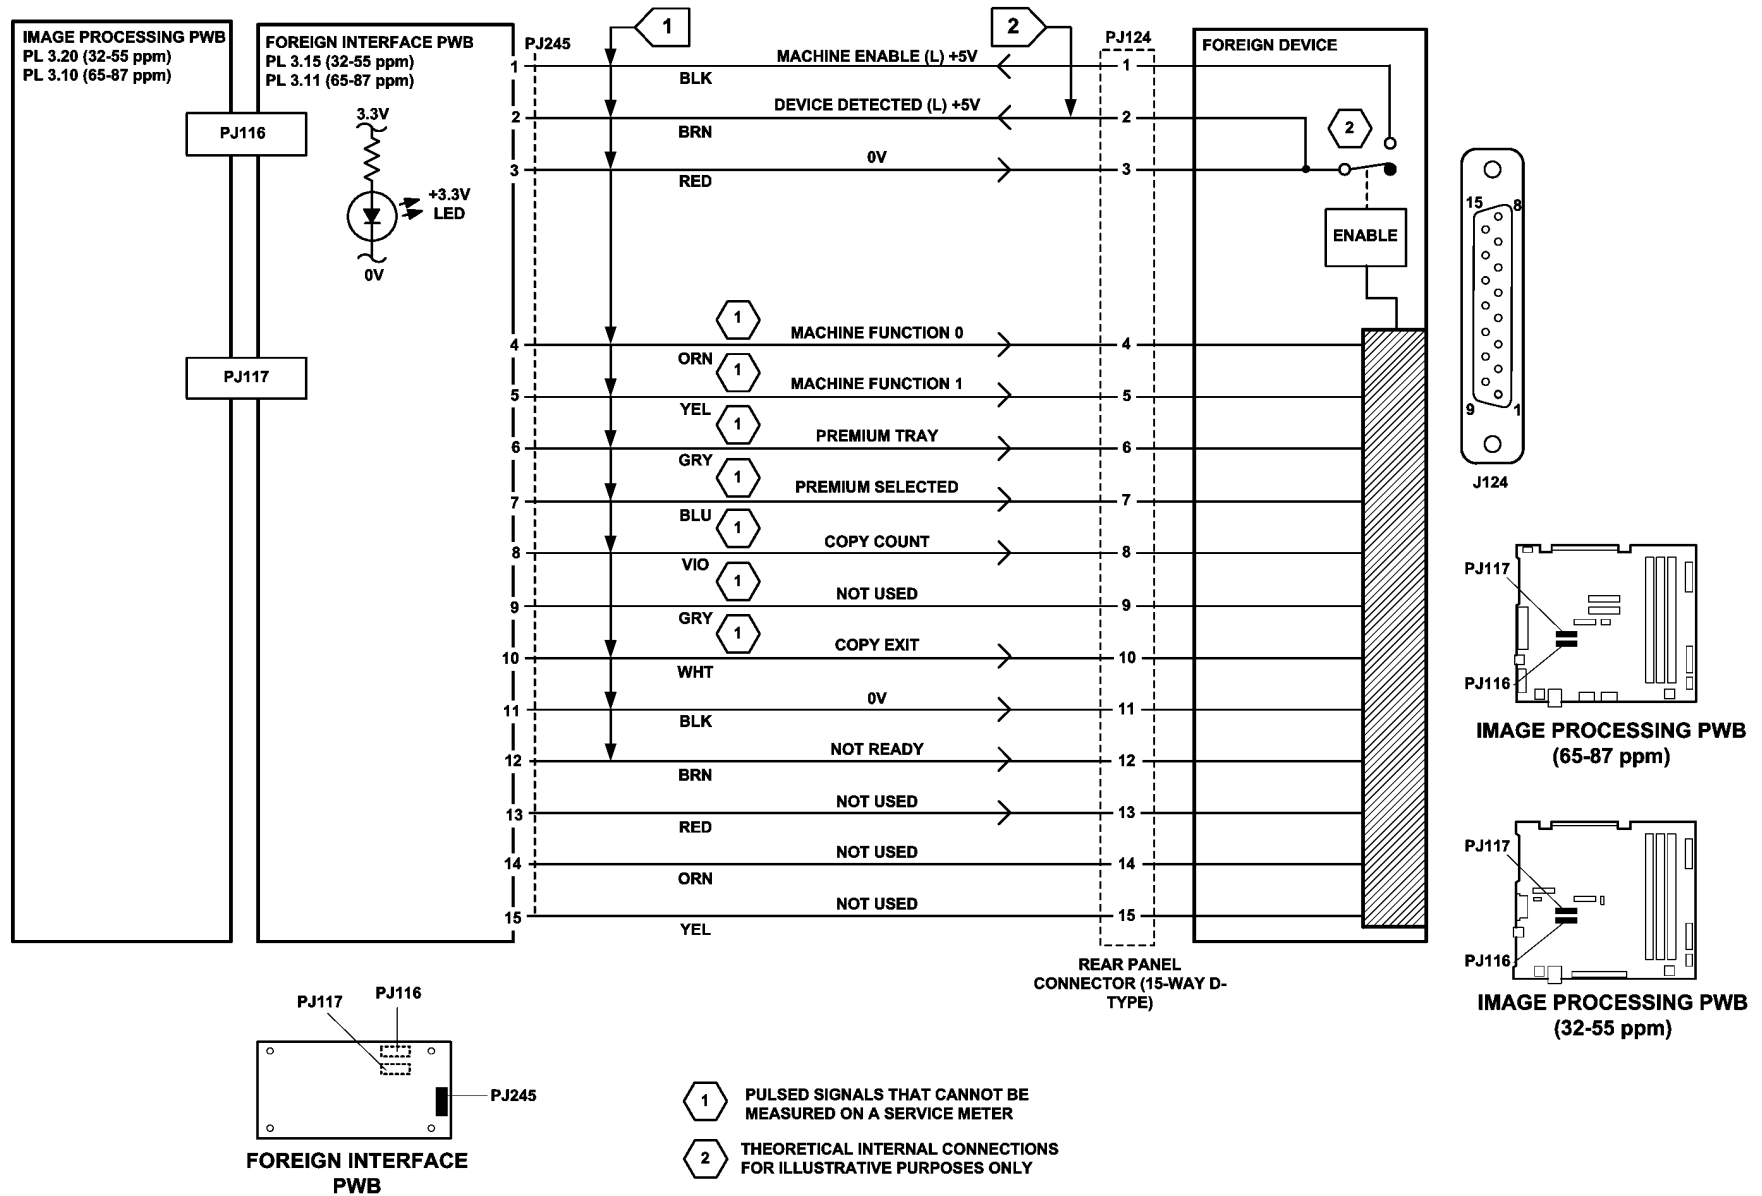 IMAGE PROCESSING PWB
PL 3.20 (32-55 ppm)
PL 3.10 (65-87 ppm)
FOREIGN INTERFACE PWB
PL 3.15 (32-55 ppm)
PL 3.11 (65-87 ppm)
PJ116
PJ117
3.3V
+3.3V
LED
0V
PJ245
1
2
PJ124
FOREIGN DEVICE
1
MACHINE ENABLE (L) +5V
BLK
1
2
DEVICE DETECTED (L) +5V
BRN
2
2
3
0V
RED
3
ENABLE
4
1
MACHINE FUNCTION 0
ORN
4
5
1
MACHINE FUNCTION 1
YEL
5
6
1
PREMIUM TRAY
GRY
6
7
1
PREMIUM SELECTED
BLU
7
8
1
COPY COUNT
VIO
8
9
1
NOT USED
GRY
9
10
1
COPY EXIT
WHT
10
11
0V
BLK
11
12
NOT READY
BRN
12
13
NOT USED
RED
13
14
NOT USED
ORN
14
15
NOT USED
YEL
15
REAR PANEL
CONNECTOR (15-WAY D-
TYPE)
15
8
9
1
J124
PJ117
PJ116
IMAGE PROCESSING PWB
(65-87 ppm)
PJ117
PJ116
IMAGE PROCESSING PWB
(32-55 ppm)
PJ117
PJ116
PJ245
FOREIGN INTERFACE
PWB
1
PULSED SIGNALS THAT CANNOT BE
MEASURED ON A SERVICE METER
2
THEORETICAL INTERNAL CONNECTIONS
FOR ILLUSTRATIVE PURPOSES ONLY